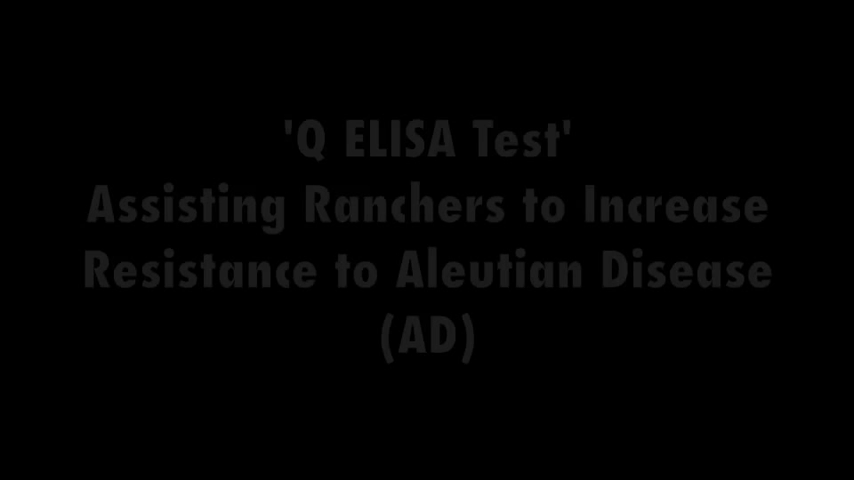 'Q ELISA Test'
Assisting Ranchers to Increase
Resistance to Aleutian Disease
(AD)